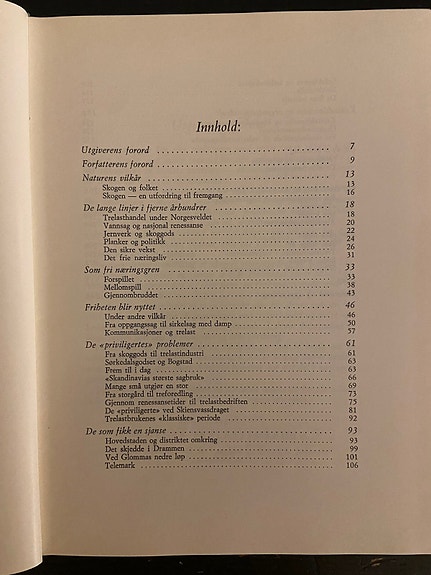 Innhold:
Utgiverens forord 7
Forfatterens forord 9
Naturens vilkår 13
Skogen og folket 13
Skogen — en utfordring til fremgang 16
De lange linjer i fjerne århundrer 18
Trelasthandel under Norgesveldet 18
Vannsag og nasjonal renessanse 20
Jernverk og skoggods 22
Planker og politikk 24
Den sikre vekst 26
Det frie næringsliv 31
Som fri næringsgren 33
Forspillet 33
Mellomspill 38
Gjennombruddet 43
Friheten blir nyttet 46
Under andre vilkår 46
Fra oppgangssag til sirkelsag med damp 50
Kommunikasjoner og trelast 57
De «priviligertes» problemer 61
Fra skoggods til trelastindustri 61
Sørkedalsgodset og Bogstad 63
Frem til i dag 63
«Skandinavias største sagbruk» 66
Mange små utgjør en stor 69
Fra storgård til treforedling 73
Gjennom renessansetider til trelastbedriften 75
De «priviligerte» ved Skiensvassdraget 81
Trelastbrukenes «klassiske» periode 92
De som fikk en sjanse 93
Hovedstaden og distriktet omkring 93
Det skjedde i Drammen 99
Ved Glommas nedre løp 101
Telemark 106